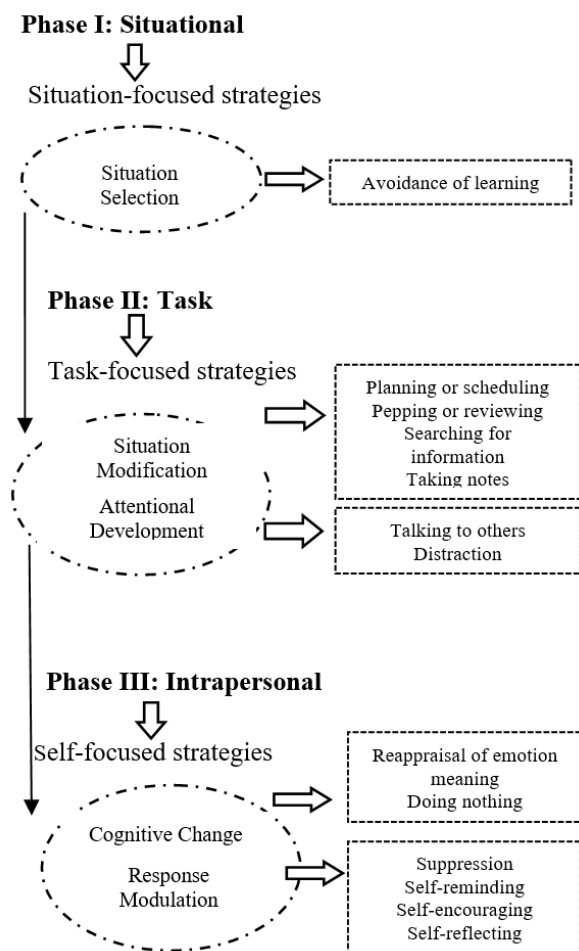 Phase I: Situational
Situation-focused strategies
Situation
Selection
Avoidance of learning
Phase II: Task
Task-focused strategies
Situation
Modification
Attentional
Development
Planning or scheduling
Pepping or reviewing
Searching for
information
Taking notes
Talking to others
Distraction
Phase III: Intrapersonal
Self-focused strategies
Cognitive Change
Response
Modulation
Reappraisal of emotion
meaning
Doing nothing
Suppression
Self-reminding
Self-encouraging
Self-reflecting